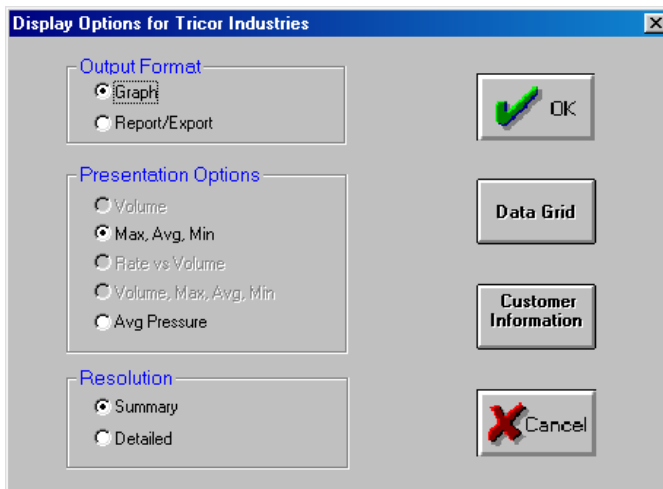 Display Options for Tricor Industries
Output Format
Graph
Report/Export
OK
Presentation Options
Volume
Max, Avg, Min
Rate vs Volume
Volume, Max, Avg, Min
Avg Pressure
Data Grid
Customer
Information
Resolution
Summary
Detailed
Cancel